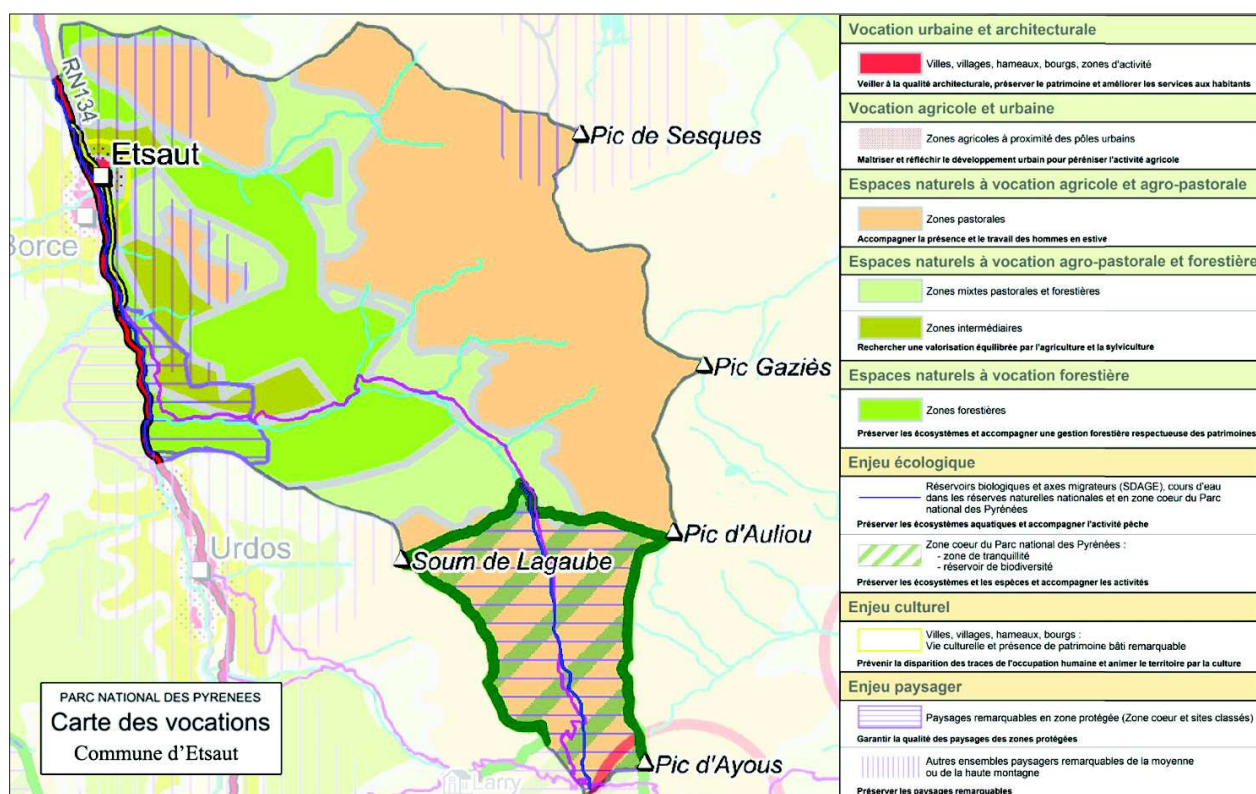 RN134
Etsaut
Borce
Pic de Sesques
Pic Gaziès
Pic d'Auliou
Soum de Lagaube
Urdos
Pic d'Ayous
Larry
PARC NATIONAL DES PYRENEES
Carte des vocations
Commune d'Etsaut
Vocation urbaine et architecturale
Villes, villages, hameaux, bourgs, zones d'activité
Veiller à la qualité architecturale, préserver le patrimoine et améliorer les services aux habitants
Vocation agricole et urbaine
Zones agricoles à proximité des pôles urbains
Maîtriser et réfléchir le développement urbain pour péréniser l'activité agricole
Espaces naturels à vocation agricole et agro-pastorale
Zones pastorales
Accompagner la présence et le travail des hommes en estive
Espaces naturels à vocation agro-pastorale et forestière
Zones mixtes pastorales et forestières
Zones intermédiaires
Rechercher une valorisation équilibrée par l'agriculture et la sylviculture
Espaces naturels à vocation forestière
Zones forestières
Préserver les écosystèmes et accompagner une gestion forestière respectueuse des patrimoines
Enjeu écologique
Réservoirs biologiques et axes migrateurs (SDAGE), cours d'eau
dans les réserves naturelles nationales et en zone coeur du Parc
national des Pyrénées
Préserver les écosystèmes aquatiques et accompagner l'activité pêche
Zone coeur du Parc national des Pyrénées :
- zone de tranquillité
- réservoir de biodiversité
Préserver les écosystèmes et les espèces et accompagner les activités
Enjeu culturel
Villes, villages, hameaux, bourgs :
Vie culturelle et présence de patrimoine bâti remarquable
Prévenir la disparition des traces de l'occupation humaine et animer le territoire par la culture
Enjeu paysager
Paysages remarquables en zone protégée (Zone coeur et sites classés)
Garantir la qualité des paysages des zones protégées
Autres ensembles paysagers remarquables de la moyenne
ou de la haute montagne
Préserver les paysages remarquables